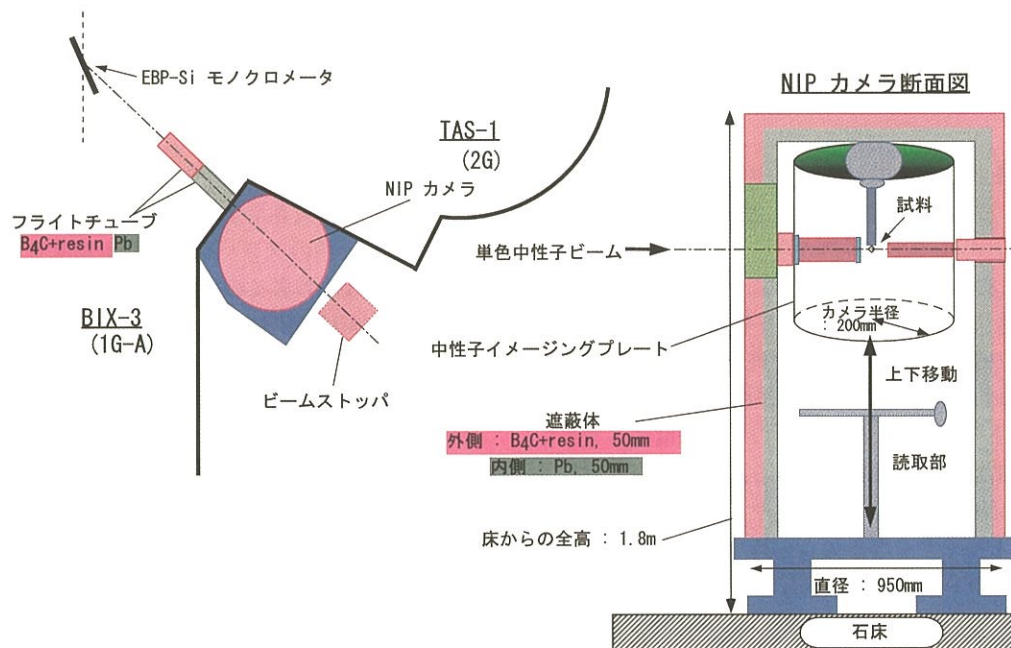 EBP-Si モノクロメータ
TAS-1
(2G)
NIP カメラ
フライトチューブ
B4C+resin Pb
BIX-3
(1G-A)
ビームストッパ
NIP カメラ断面図
試料
単色中性子ビーム
カメラ半径
: 200mm
中性子イメージングプレート
上下移動
遮蔽体
外側 : B4C+resin, 50mm
内側 : Pb, 50mm
読取部
床からの全高 : 1.8m
直径 : 950mm
石床